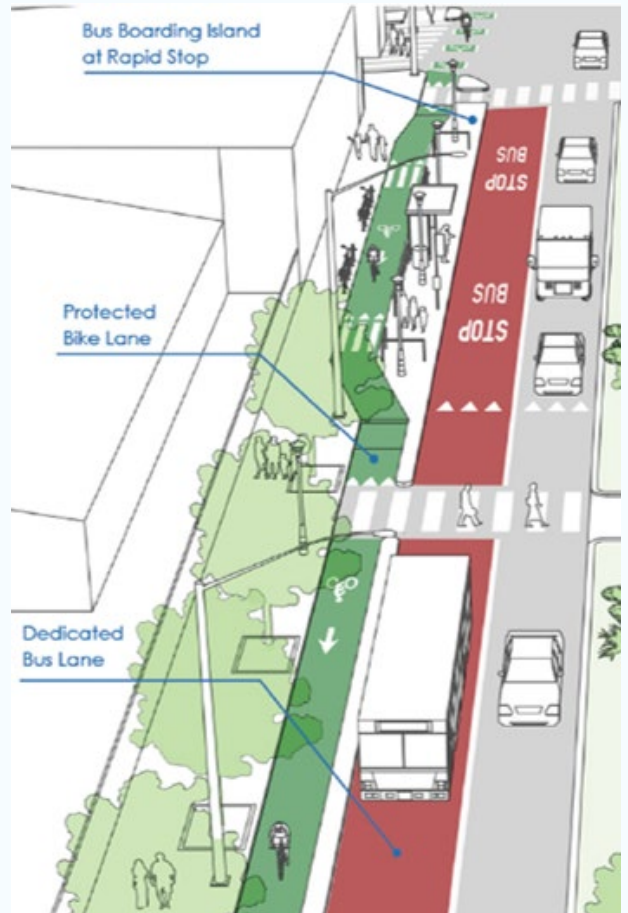 Bus Boarding Island
at Rapid Stop
STOP
BUS
STOP
BUS
Protected
Bike Lane
Dedicated
Bus Lane